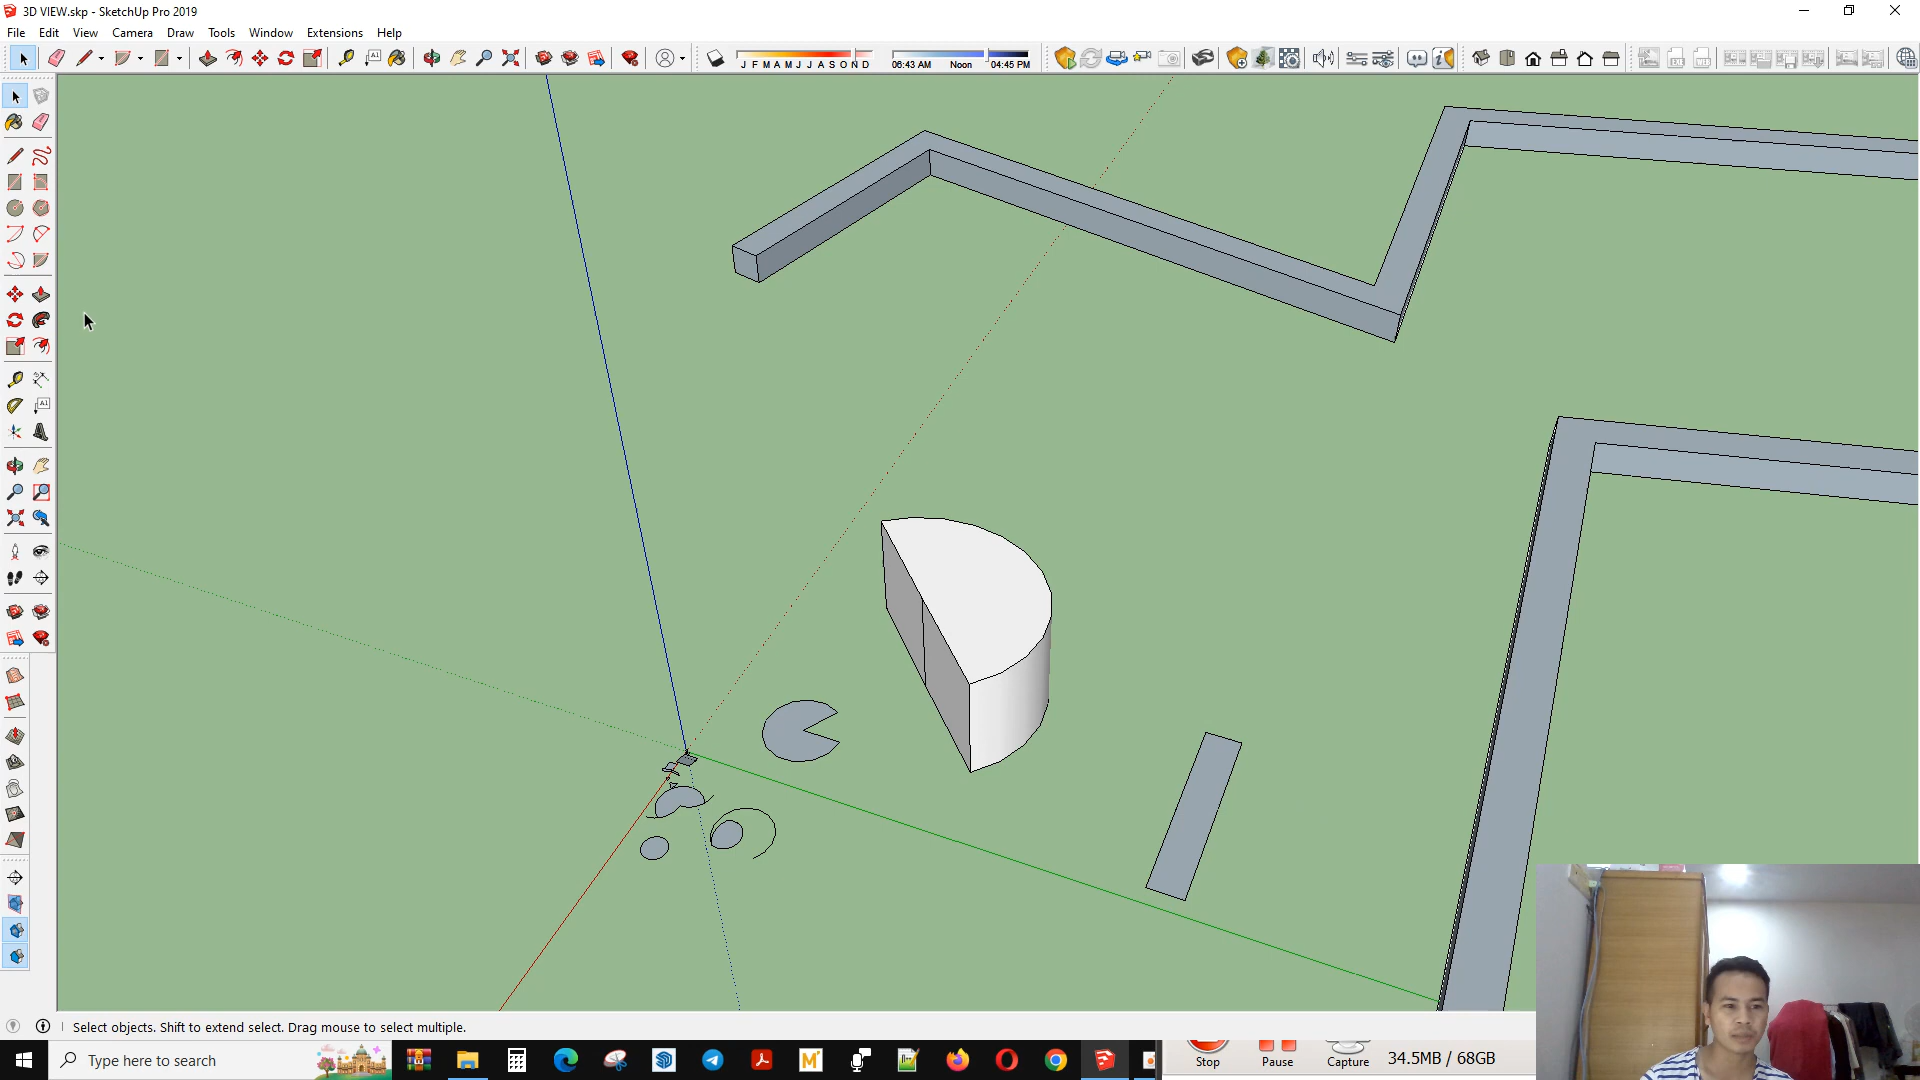 3D VIEW.skp - SketchUp Pro 2019
File Edit View Camera Draw Tools Window Extensions Help
J F M A M J J A S O N D
06:43 AM Noon 04:45 PM
A1
A1
Select objects. Shift to extend select. Drag mouse to select multiple.
Type here to search
Stop Pause Capture 34.5MB / 68GB